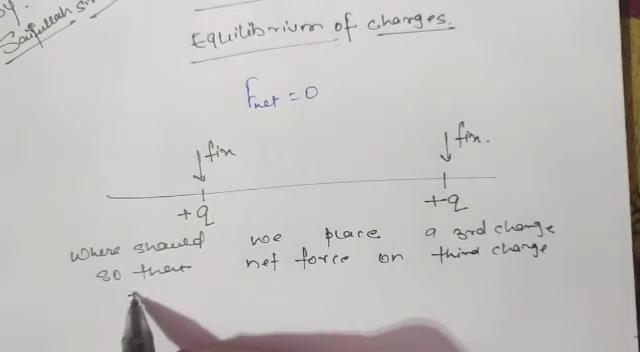 Equilibrium of charges.
Fnet = 0
fix
fix.
+q
+q
where should we place a 3rd charge
so that net force on third charge